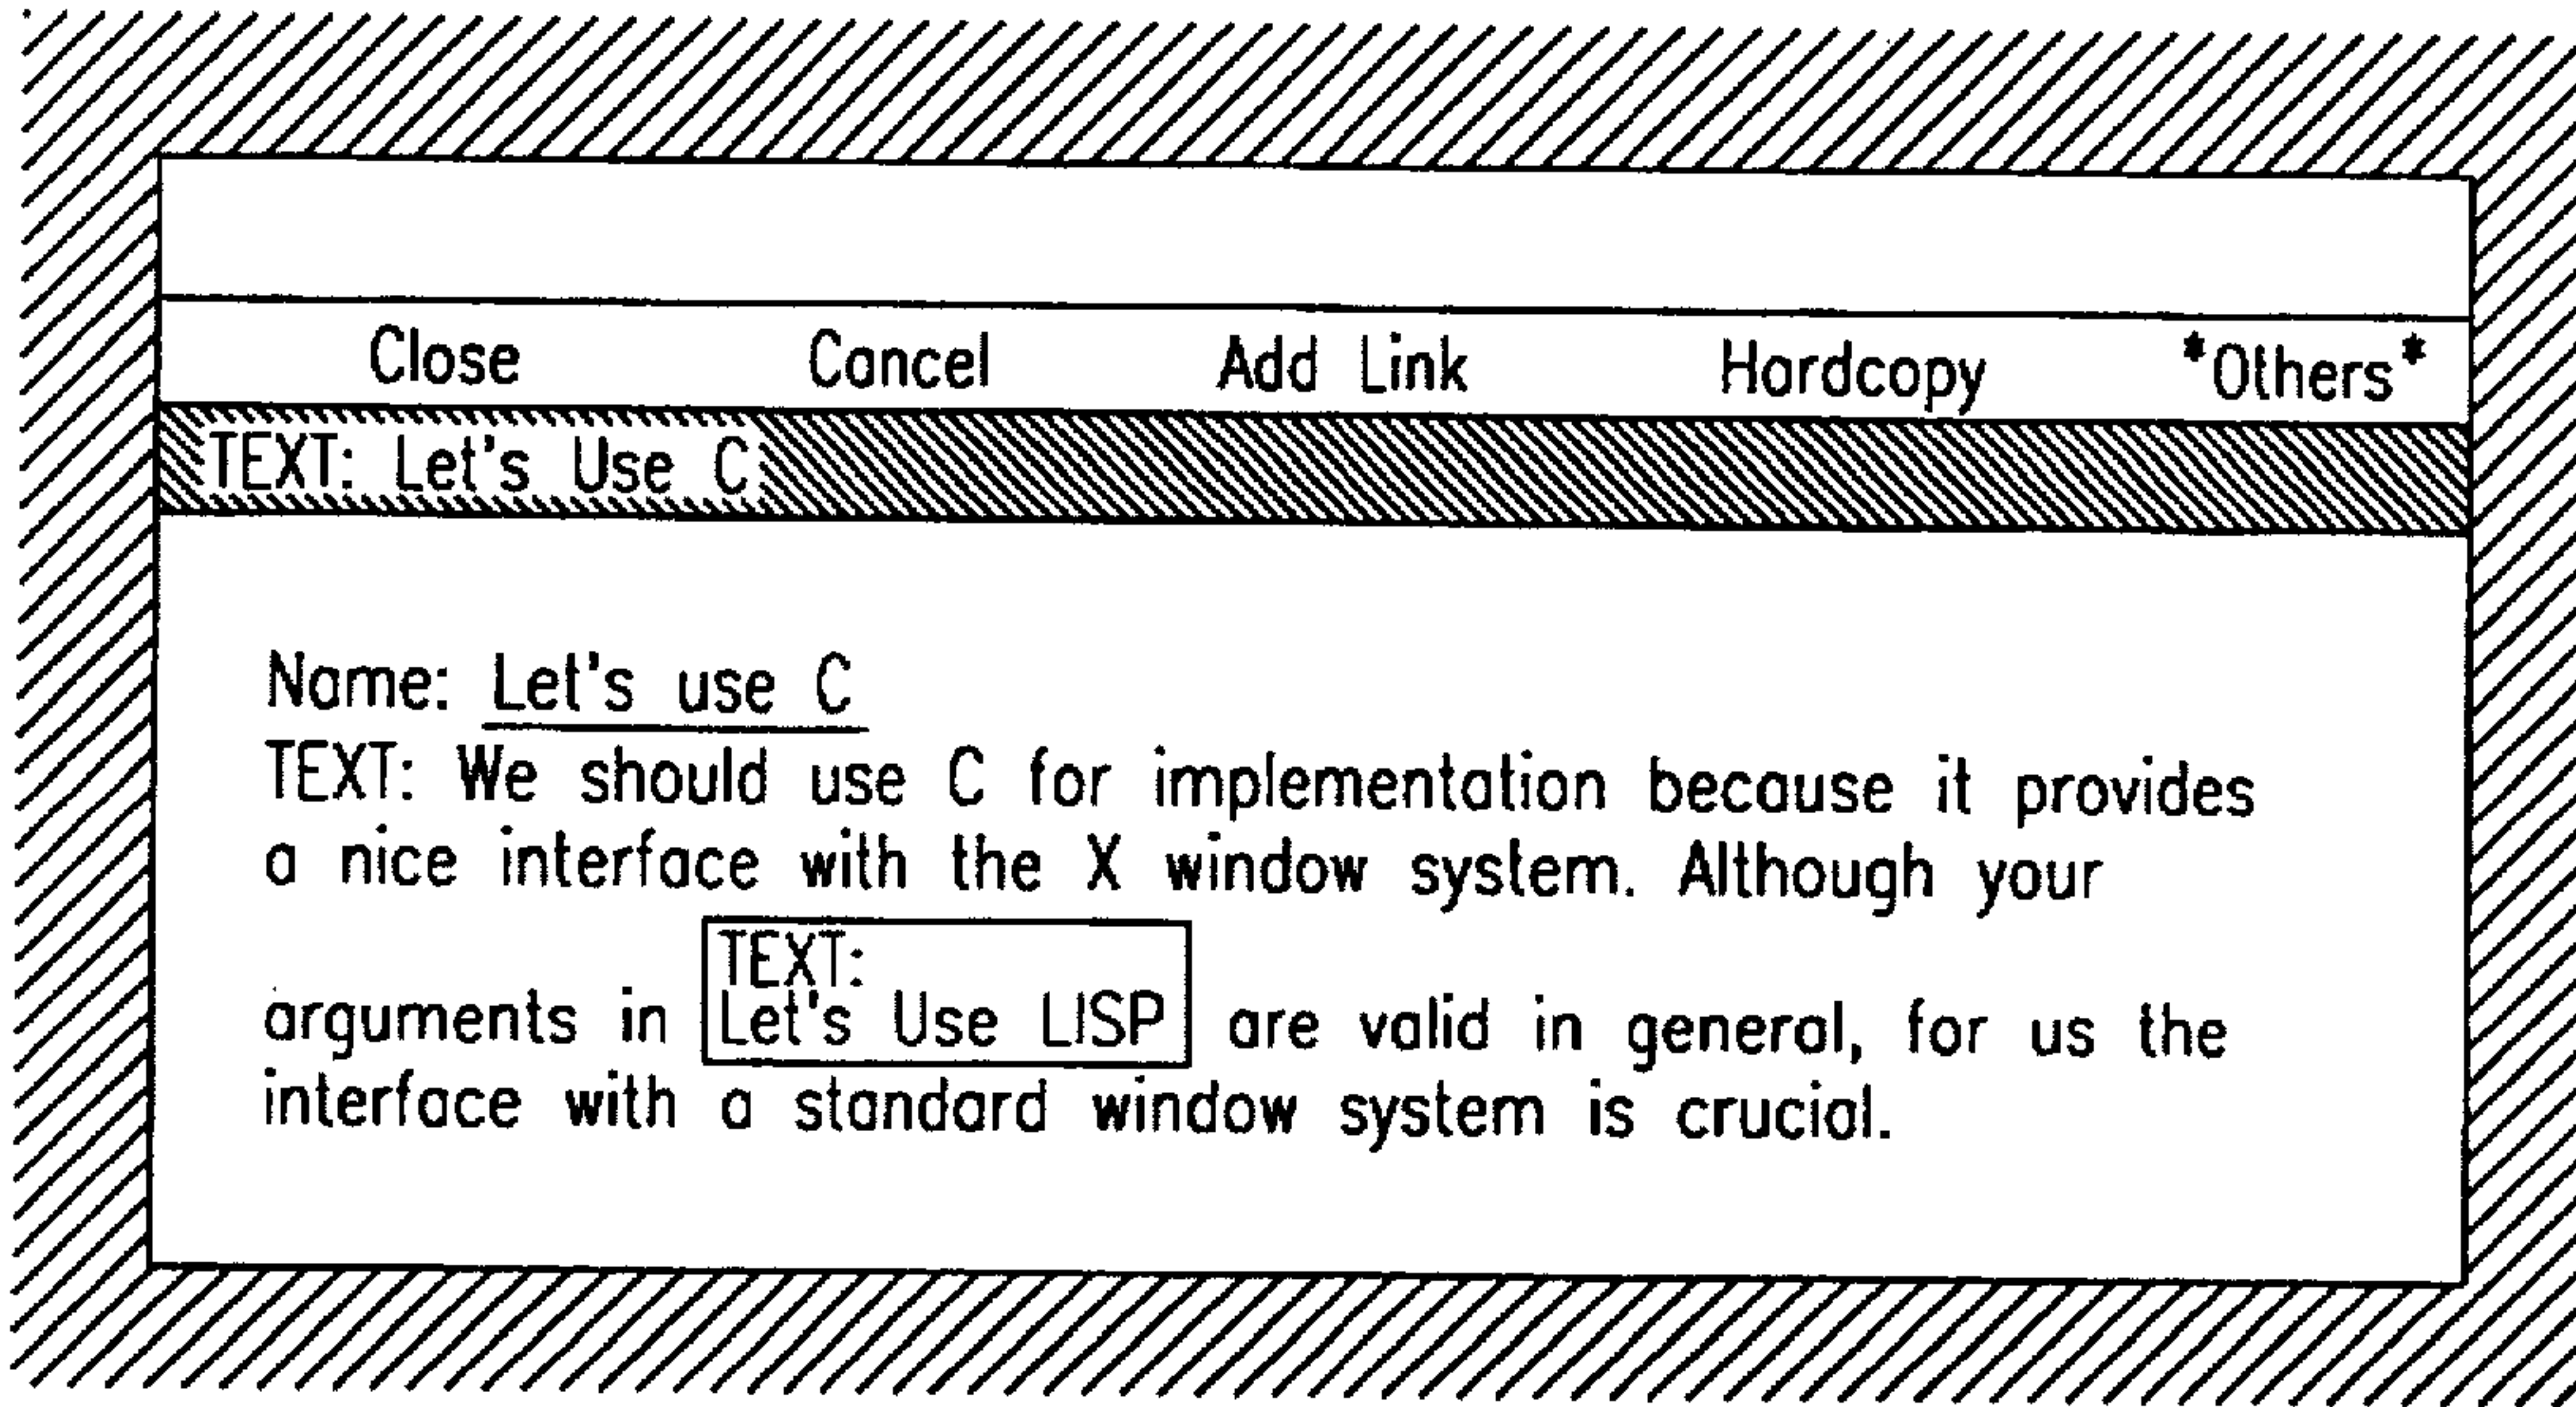 Close Cancel Add Link Hardcopy *Others*
TEXT: Let's Use C
Name: Let's use C
TEXT: We should use C for implementation because it provides
a nice interface with the X window system. Although your
TEXT:
arguments in Let's Use LISP are valid in general, for us the
interface with a standard window system is crucial.